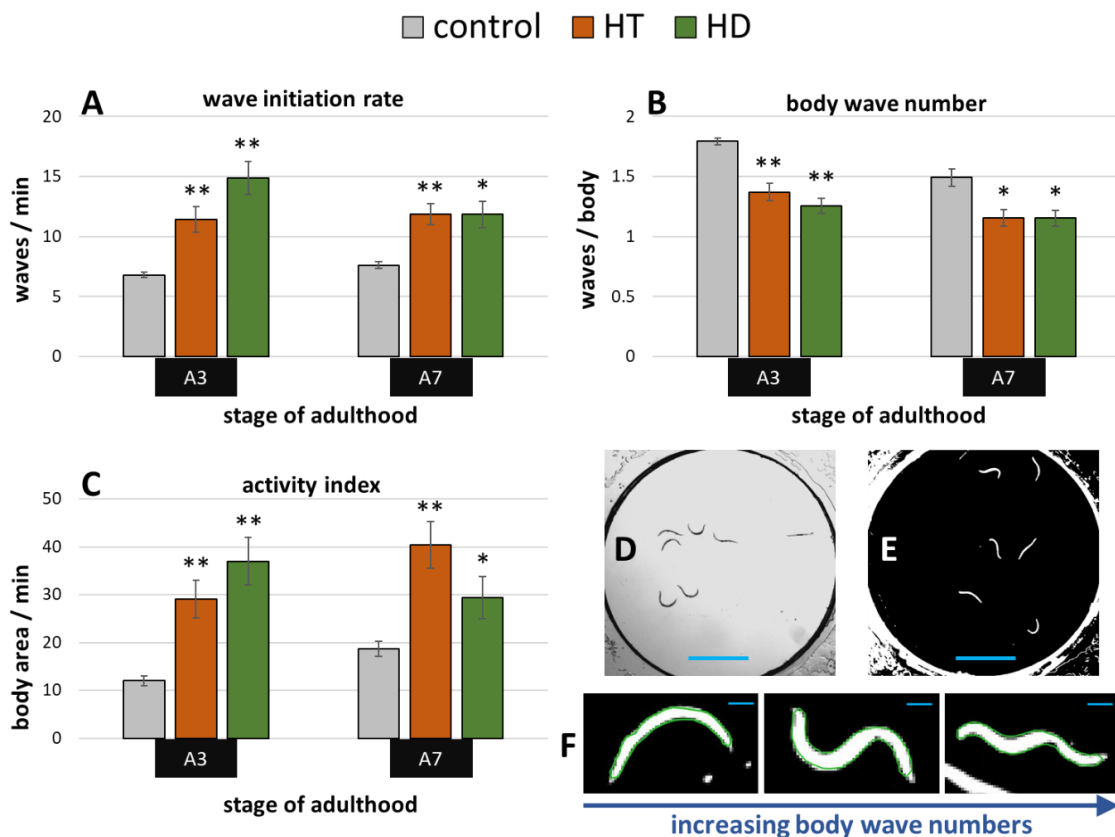 control HT HD
A wave initiation rate
20
15
10
5
0
waves / min
** ** ** *
A3 A7
stage of adulthood
B body wave number
2
1.5
1
0.5
0
waves / body
** ** * *
A3 A7
stage of adulthood
C activity index
50
40
30
20
10
0
body area / min
** ** ** *
A3 A7
stage of adulthood
D
E
F
increasing body wave numbers